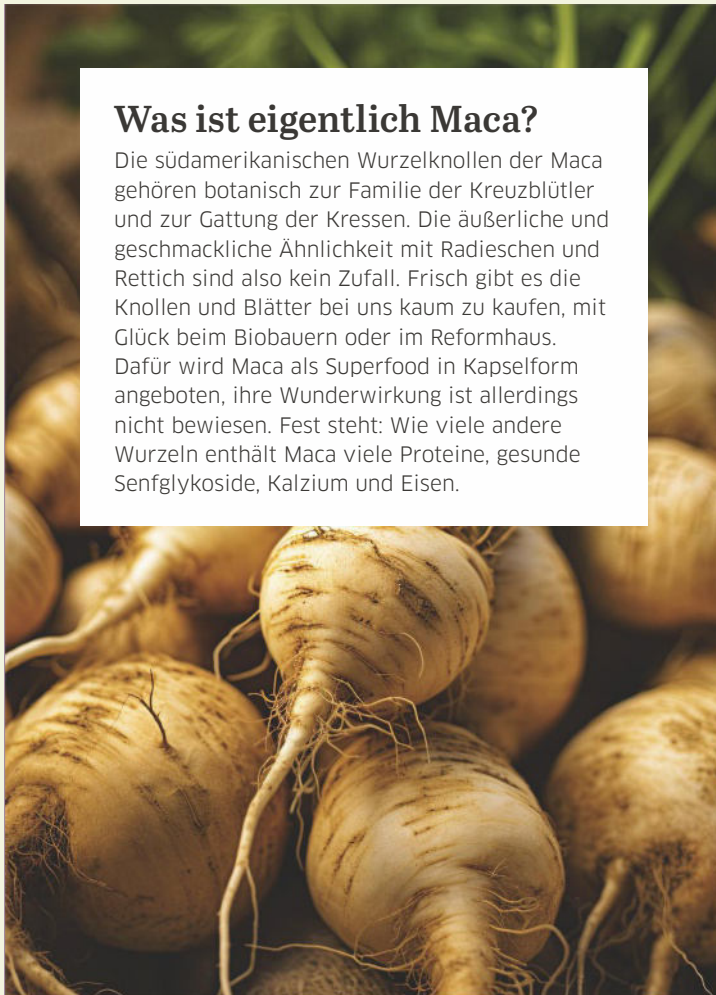 Was ist eigentlich Maca?
Die südamerikanischen Wurzelknollen der Maca
gehören botanisch zur Familie der Kreuzblütler
und zur Gattung der Kressen. Die äußerliche und
geschmackliche Ähnlichkeit mit Radieschen und
Rettich sind also kein Zufall. Frisch gibt es die
Knollen und Blätter bei uns kaum zu kaufen, mit
Glück beim Biobauern oder im Reformhaus.
Dafür wird Maca als Superfood in Kapselform
angeboten, ihre Wunderwirkung ist allerdings
nicht bewiesen. Fest steht: Wie viele andere
Wurzeln enthält Maca viele Proteine, gesunde
Senfglykoside, Kalzium und Eisen.